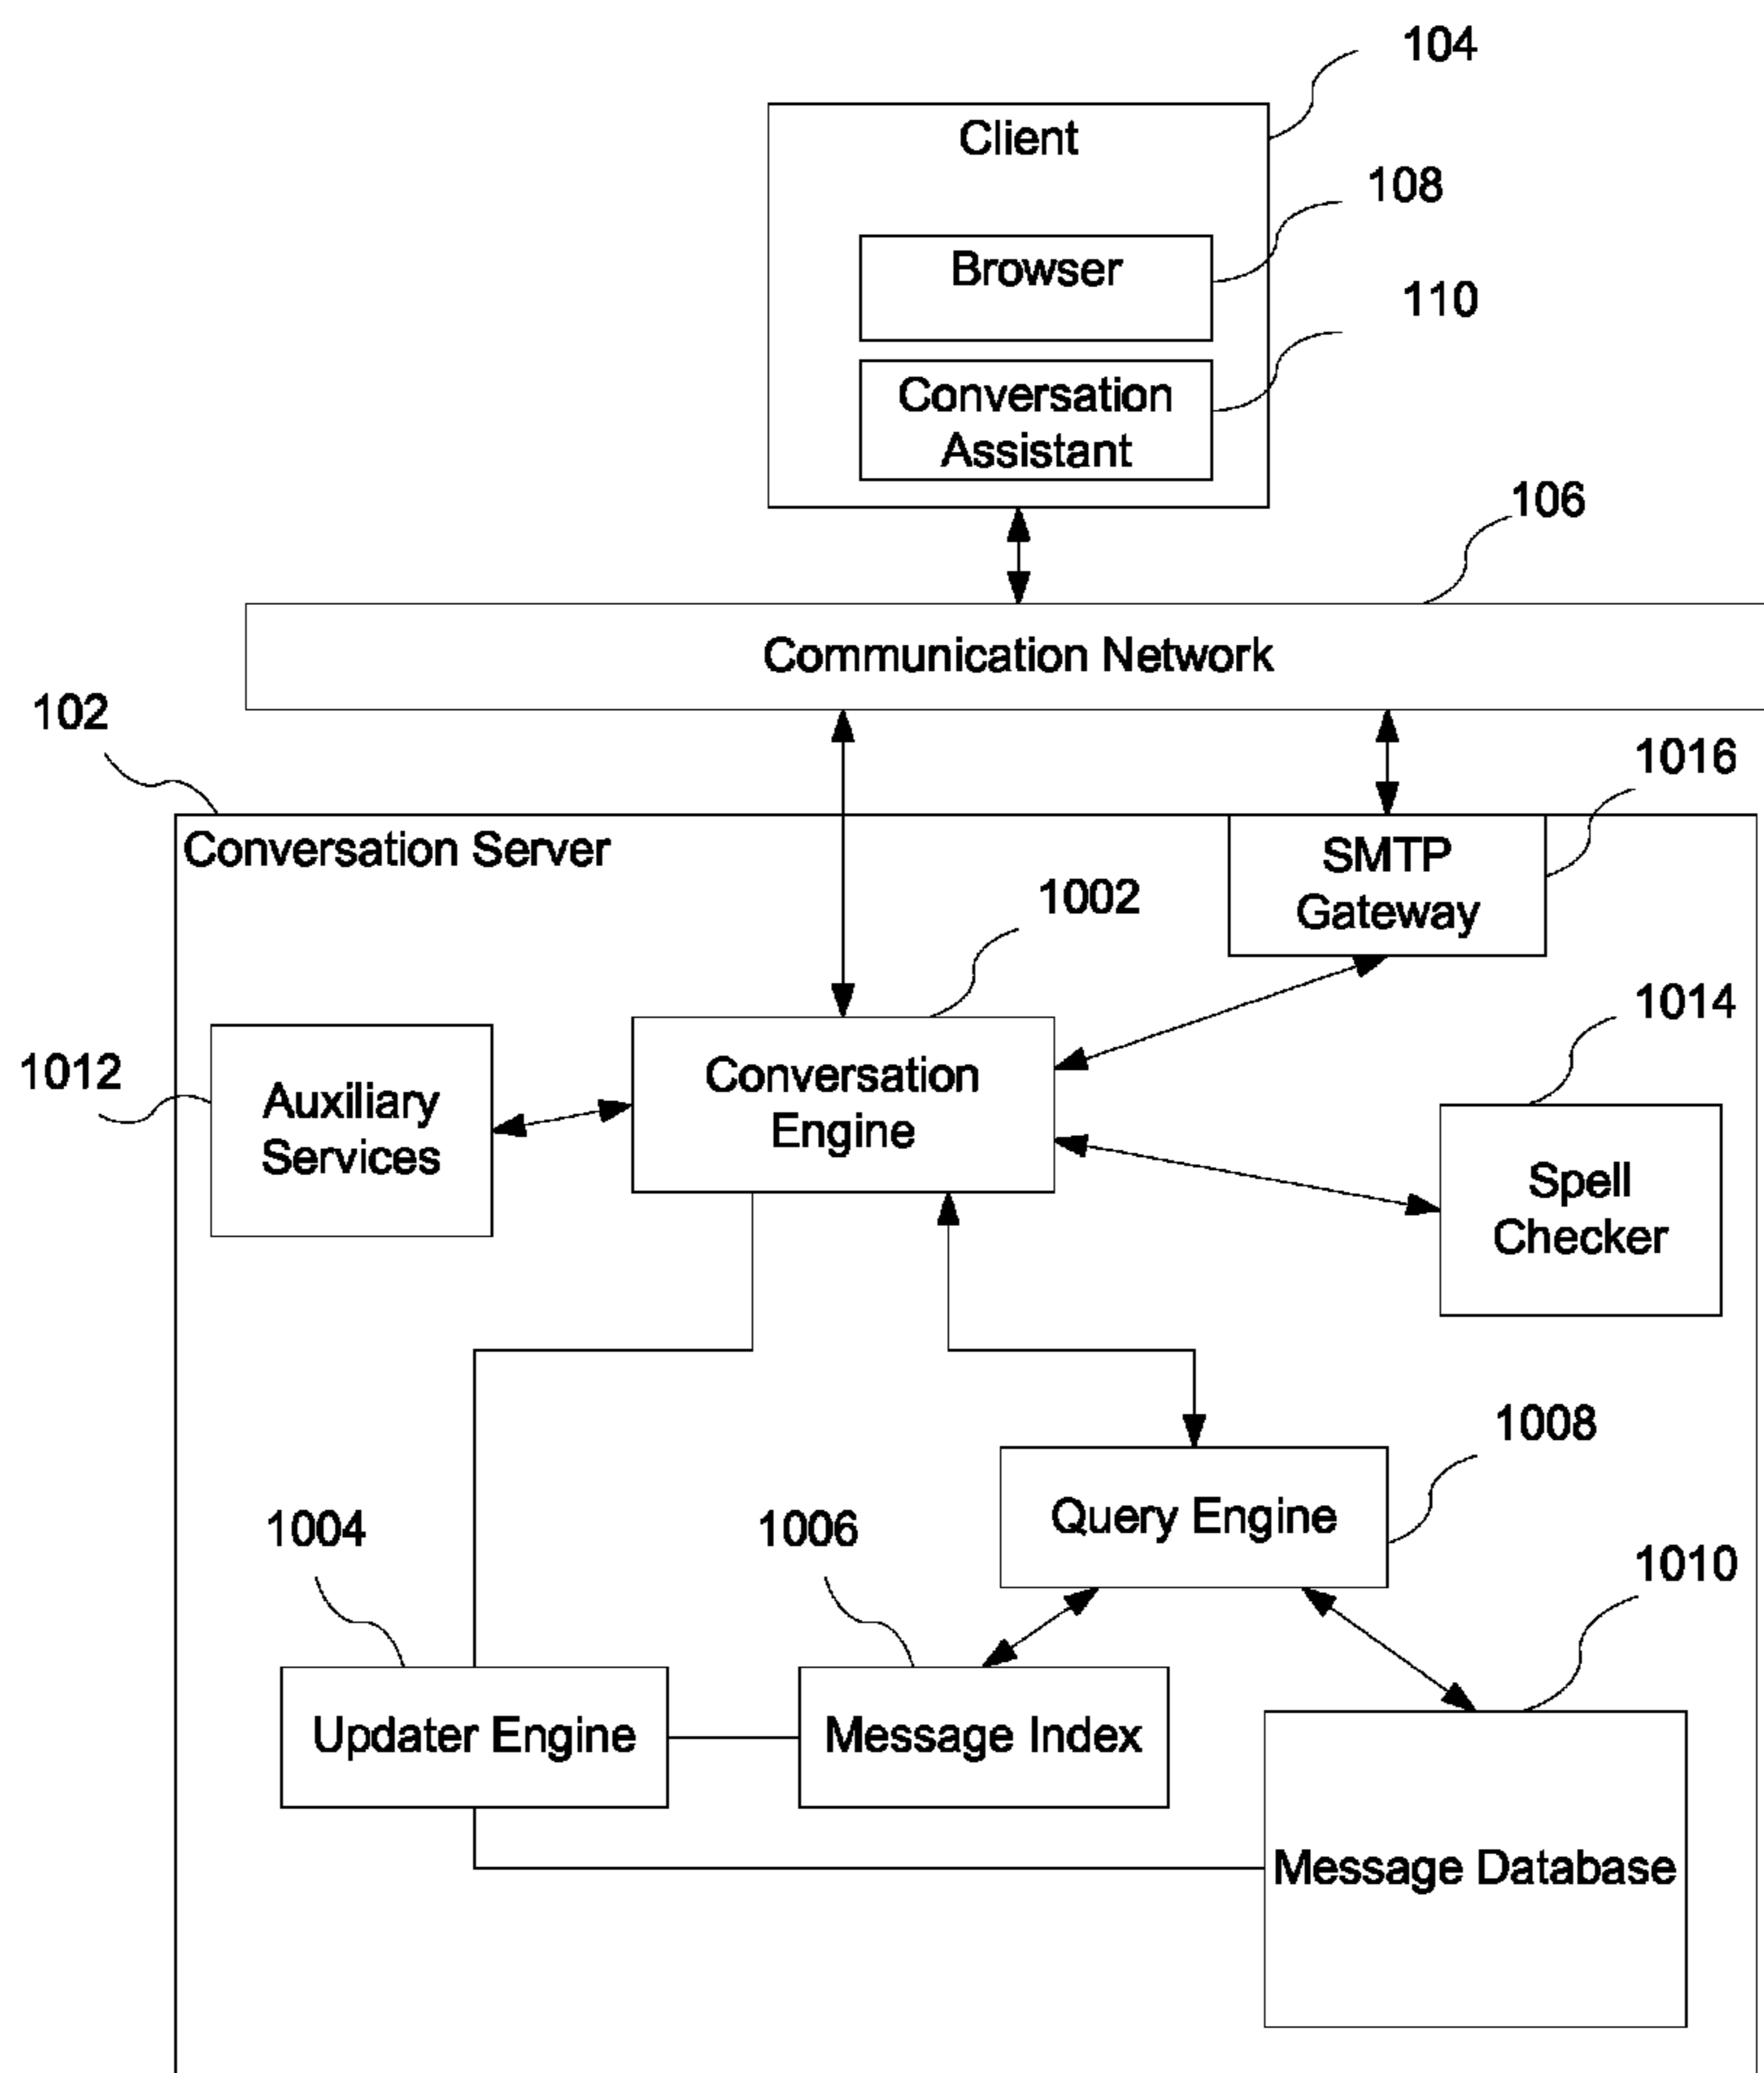 104
Client
108
Browser
110
Conversation
Assistant
106
Communication Network
102
1016
Conversation Server
SMTP
Gateway
1002
1014
1012
Conversation
Engine
Auxiliary
Services
Spell
Checker
1008
Query Engine
1004
1006
1010
Updater Engine
Message Index
Message Database